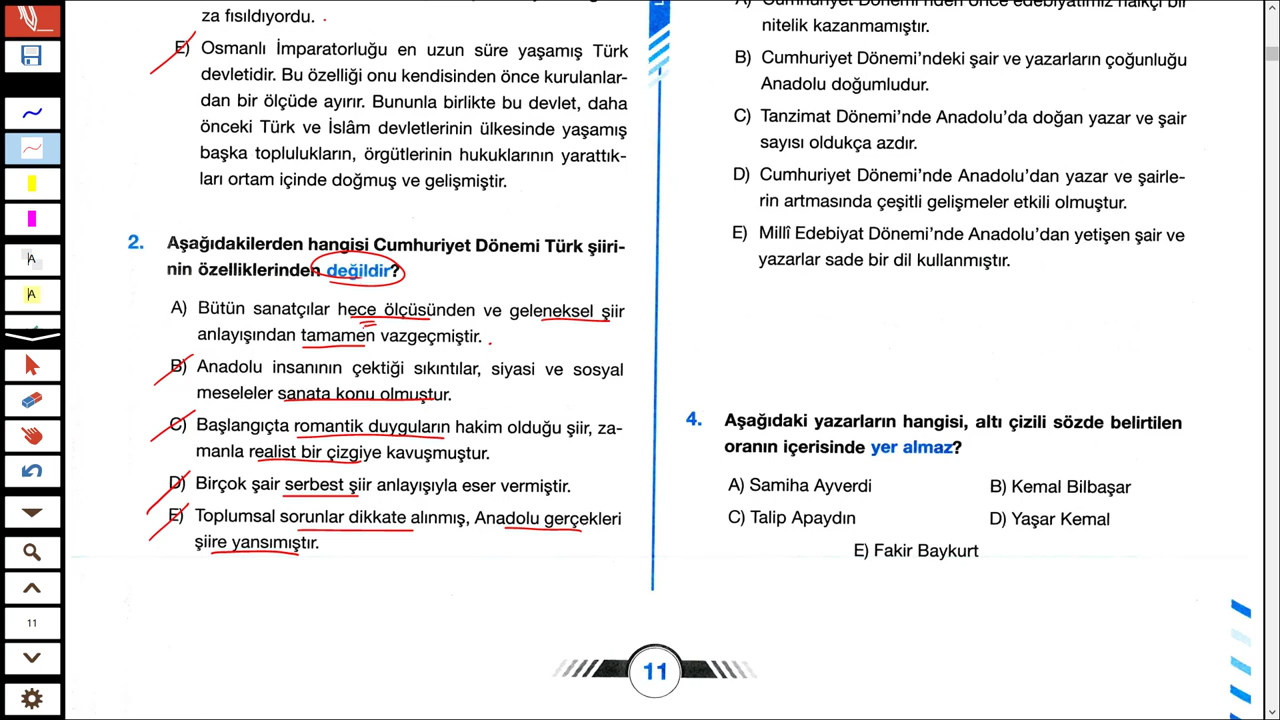 za fısıldıyordu.
E) Osmanlı İmparatorluğu en uzun süre yaşamış Türk
devletidir. Bu özelliği onu kendisinden önce kurulanlar-
dan bir ölçüde ayırır. Bununla birlikte bu devlet, daha
önceki Türk ve İslâm devletlerinin ülkesinde yaşamış
başka toplulukların, örgütlerinin hukuklarının yarattık-
ları ortam içinde doğmuş ve gelişmiştir.
2. Aşağıdakilerden hangisi Cumhuriyet Dönemi Türk şiiri-
nin özelliklerinden değildir?
A) Bütün sanatçılar hece ölçüsünden ve geleneksel şiir
anlayışından tamamen vazgeçmiştir.
B) Anadolu insanının çektiği sıkıntılar, siyasi ve sosyal
meseleler sanata konu olmuştur.
C) Başlangıçta romantik duyguların hakim olduğu şiir, za-
manla realist bir çizgiye kavuşmuştur.
D) Birçok şair serbest şiir anlayışıyla eser vermiştir.
E) Toplumsal sorunlar dikkate alınmış, Anadolu gerçekleri
şiire yansımıştır.
A) Cumhuriyet Dönemi'nden önce edebiyatımız halkçı bir
nitelik kazanmamıştır.
B) Cumhuriyet Dönemi'ndeki şair ve yazarların çoğunluğu
Anadolu doğumludur.
C) Tanzimat Dönemi'nde Anadolu'da doğan yazar ve şair
sayısı oldukça azdır.
D) Cumhuriyet Dönemi'nde Anadolu'dan yazar ve şairle-
rin artmasında çeşitli gelişmeler etkili olmuştur.
E) Millî Edebiyat Dönemi'nde Anadolu'dan yetişen şair ve
yazarlar sade bir dil kullanmıştır.
4. Aşağıdaki yazarların hangisi, altı çizili sözde belirtilen
oranın içerisinde yer almaz?
A) Samiha Ayverdi
B) Kemal Bilbaşar
C) Talip Apaydın
D) Yaşar Kemal
E) Fakir Baykurt
11
A
A
11